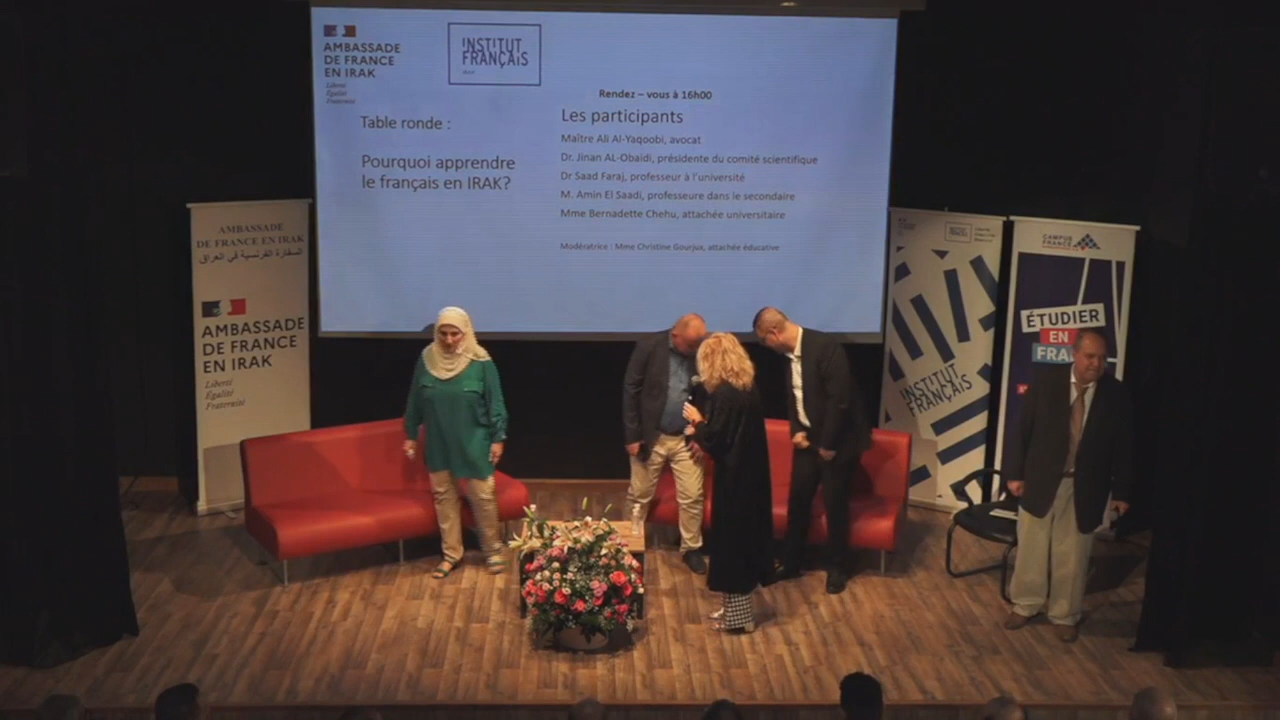 AMBASSADE
DE FRANCE
EN IRAK
Liberté
Égalité
Fraternité
INSTITUT
FRANÇAIS
Table ronde :
Pourquoi apprendre
le français en IRAK?
Rendez – vous à 16h00
Les participants
Maître Ali Al-Yaqoobi, avocat
Dr. Jinan AL-Obaidi, présidente du comité scientifique
Dr Saad Faraj, professeur à l'université
M. Amin El Saadi, professeure dans le secondaire
Mme Bernadette Chehu, attachée universitaire
Modératrice : Mme Christine Gourjux, attachée éducative
AMBASSADE
DE FRANCE EN IRAK
السفارة الفرنسية في العراق
AMBASSADE
DE FRANCE
EN IRAK
Liberté
Égalité
Fraternité
INSTITUT
FRANÇAIS
CAMPUS
FRANCE
ÉTUDIER
EN
FRA